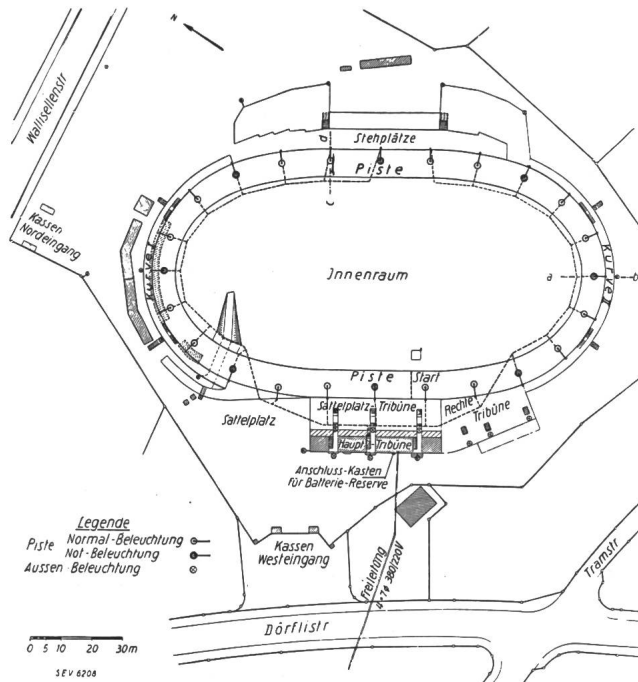 N
Wallisellenstr
Stehplätze
d
c
Piste
Kassen
Nordeingang
Kurve
Innenraum
a
b
Kurve
Piste
Start
Sattelplatz-Tribüne
Rechte
Tribüne
Sattelplatz
Haupt-Tribüne
Anschluss-Kasten
für Batterie-Reserve
Legende
Piste
Normal-Beleuchtung
Not-Beleuchtung
Aussen-Beleuchtung
Kassen
Westeingang
Freileitung
380/220V
Tramstr
Dörflistr
0 5 10 20 30m
SEV 6208